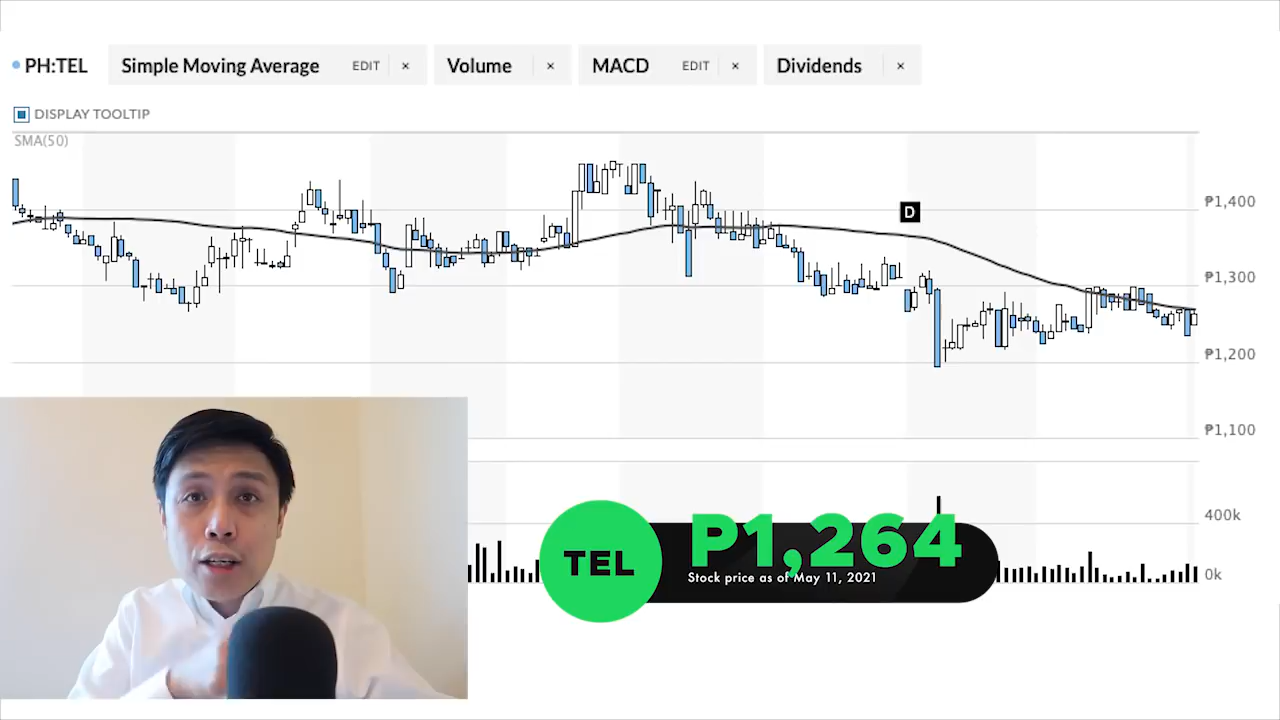 PH:TEL
Simple Moving Average EDIT ×
Volume ×
MACD EDIT ×
Dividends ×
DISPLAY TOOLTIP
SMA(50)
₱1,400
₱1,300
₱1,200
₱1,100
D
400k
0k
TEL
P1,264
Stock price as of May 11, 2021